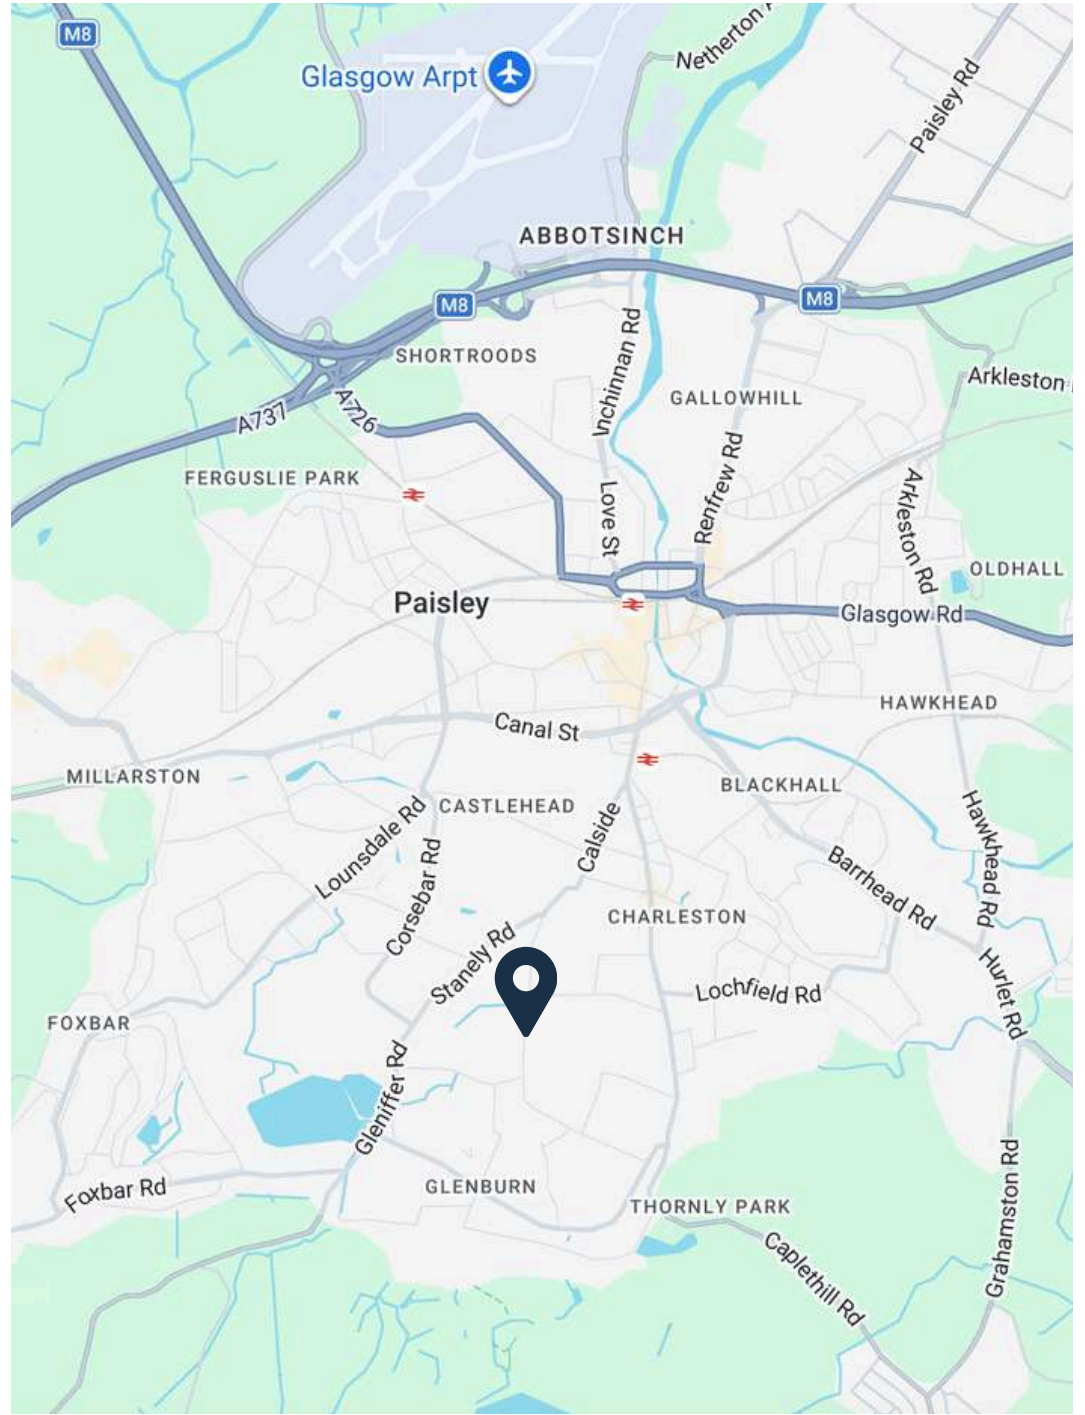 M8
Netherton
Glasgow Arpt
Paisley Rd
ABBOTSINCH
M8
M8
Inchinnan Rd
SHORTROODS
Arkleston
GALLOWHILL
A737
A726
Renfrew Rd
FERGUSLIE PARK
Love St
Arkleston Rd
OLDHALL
Paisley
Glasgow Rd
HAWKHEAD
Canal St
MILLARSTON
BLACKHALL
CASTLEHEAD
Lounsdale Rd
Calside
Hawkhead Rd
Corsebar Rd
Barrhead Rd
CHARLESTON
Stanely Rd
Lochfield Rd
Hurlet Rd
FOXBAR
Gleniffer Rd
Foxbar Rd
GLENBURN
THORNLY PARK
Grahamston Rd
Caplethill Rd